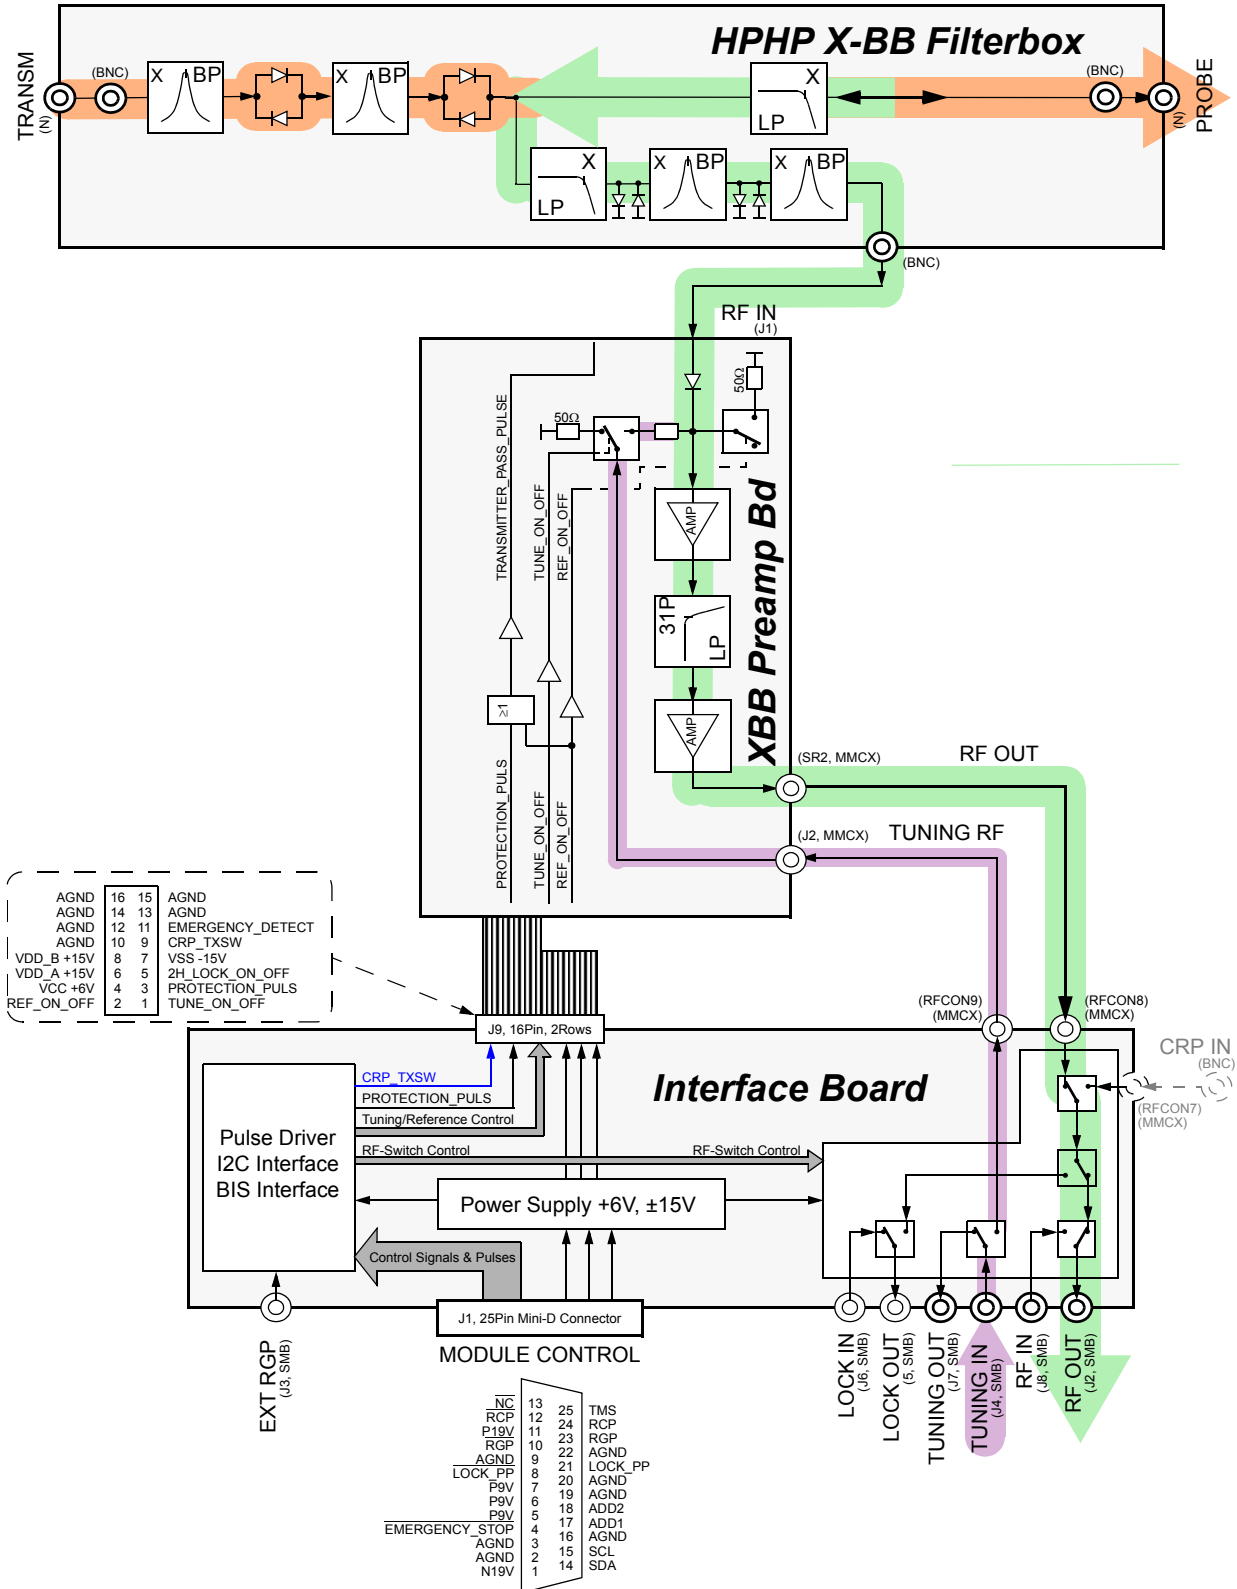 HPHP X-BB Filterbox
TRANSM
(N)
(BNC)
X BP
X BP
X
LP
(BNC)
(N)
PROBE
X
LP
X BP
X BP
(BNC)
RF IN
(J1)
TRANSMITTER_PASS_PULSE
TUNE_ON_OFF
REF_ON_OFF
50Ω
50Ω
AMP
31P
LP
AMP
XBB Preamp Bd
≥1
PROTECTION_PULS
TUNE_ON_OFF
REF_ON_OFF
(SR2, MMCX)
RF OUT
(J2, MMCX)
TUNING RF
AGND 16 15 AGND
AGND 14 13 AGND
AGND 12 11 EMERGENCY_DETECT
AGND 10 9 CRP_TXSW
VDD_B +15V 8 7 VSS -15V
VDD_A +15V 6 5 2H_LOCK_ON_OFF
VCC +6V 4 3 PROTECTION_PULS
REF_ON_OFF 2 1 TUNE_ON_OFF
J9, 16Pin, 2Rows
(RFCON9)
(MMCX)
(RFCON8)
(MMCX)
CRP IN
(BNC)
(RFCON7)
(MMCX)
Interface Board
CRP_TXSW
PROTECTION_PULS
Tuning/Reference Control
RF-Switch Control
RF-Switch Control
Pulse Driver
I2C Interface
BIS Interface
Power Supply +6V, ±15V
Control Signals & Pulses
J1, 25Pin Mini-D Connector
MODULE CONTROL
EXT RGP
(J3, SMB)
LOCK IN
(J6, SMB)
LOCK OUT
(5, SMB)
TUNING OUT
(J7, SMB)
TUNING IN
(J4, SMB)
RF IN
(J8, SMB)
RF OUT
(J2, SMB)
NC 13
25 TMS
RCP 12
24 RCP
P19V 11
23 RGP
RGP 10
22 AGND
AGND 9
21 LOCK_PP
LOCK_PP 8
20 AGND
P9V 7
19 AGND
P9V 6
18 ADD2
P9V 5
17 ADD1
EMERGENCY_STOP 4
16 AGND
AGND 3
15 SCL
AGND 2
14 SDA
N19V 1